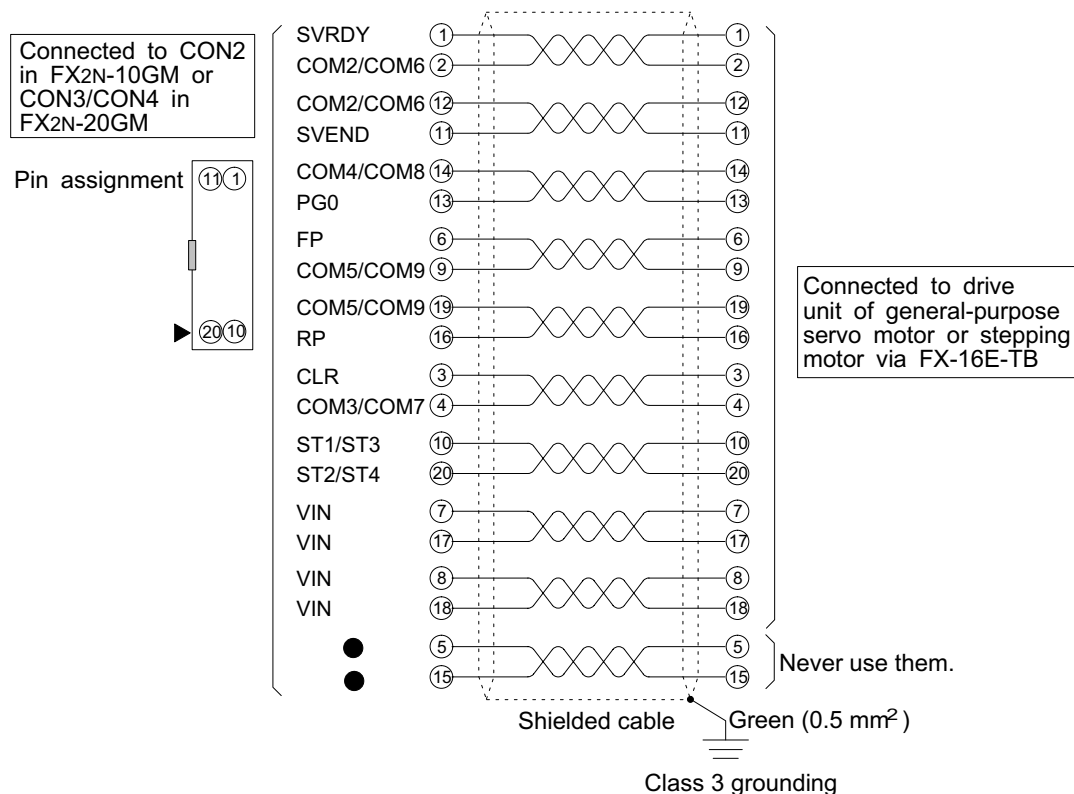 Connected to CON2
in FX2N-10GM or
CON3/CON4 in
FX2N-20GM
Pin assignment
11 1
20 10
SVRDY 1 1
COM2/COM6 2 2
COM2/COM6 12 12
SVEND 11 11
COM4/COM8 14 14
PG0 13 13
FP 6 6
COM5/COM9 9 9
COM5/COM9 19 19
RP 16 16
CLR 3 3
COM3/COM7 4 4
ST1/ST3 10 10
ST2/ST4 20 20
VIN 7 7
VIN 17 17
VIN 8 8
VIN 18 18
5 5
15 15
Connected to drive
unit of general-purpose
servo motor or stepping
motor via FX-16E-TB
Never use them.
Shielded cable
Green (0.5 mm²)
Class 3 grounding